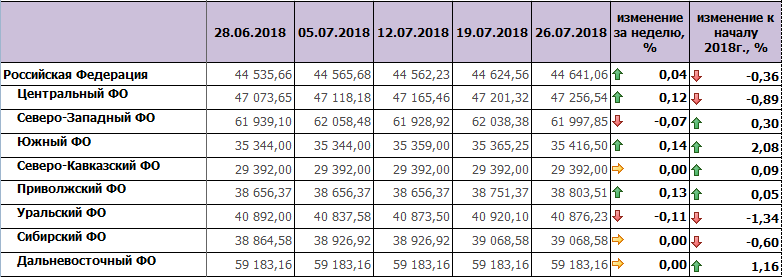 28.06.2018 05.07.2018 12.07.2018 19.07.2018 26.07.2018 изменение за неделю, % изменение к началу 2018г., %
Российская Федерация 44 535,66 44 565,68 44 562,23 44 624,56 44 641,06 0,04 -0,36
Центральный ФО 47 073,65 47 118,18 47 165,46 47 201,32 47 256,54 0,12 -0,89
Северо-Западный ФО 61 939,10 62 058,48 61 928,92 62 038,38 61 997,85 -0,07 0,30
Южный ФО 35 344,00 35 344,00 35 359,00 35 365,25 35 416,50 0,14 2,08
Северо-Кавказский ФО 29 392,00 29 392,00 29 392,00 29 392,00 29 392,00 0,00 0,09
Приволжский ФО 38 656,37 38 656,37 38 656,37 38 751,37 38 803,51 0,13 0,05
Уральский ФО 40 892,00 40 837,58 40 873,50 40 920,10 40 876,23 -0,11 -1,34
Сибирский ФО 38 864,58 38 926,92 38 926,92 39 068,58 39 068,58 0,00 -0,60
Дальневосточный ФО 59 183,16 59 183,16 59 183,16 59 183,16 59 183,16 0,00 1,16